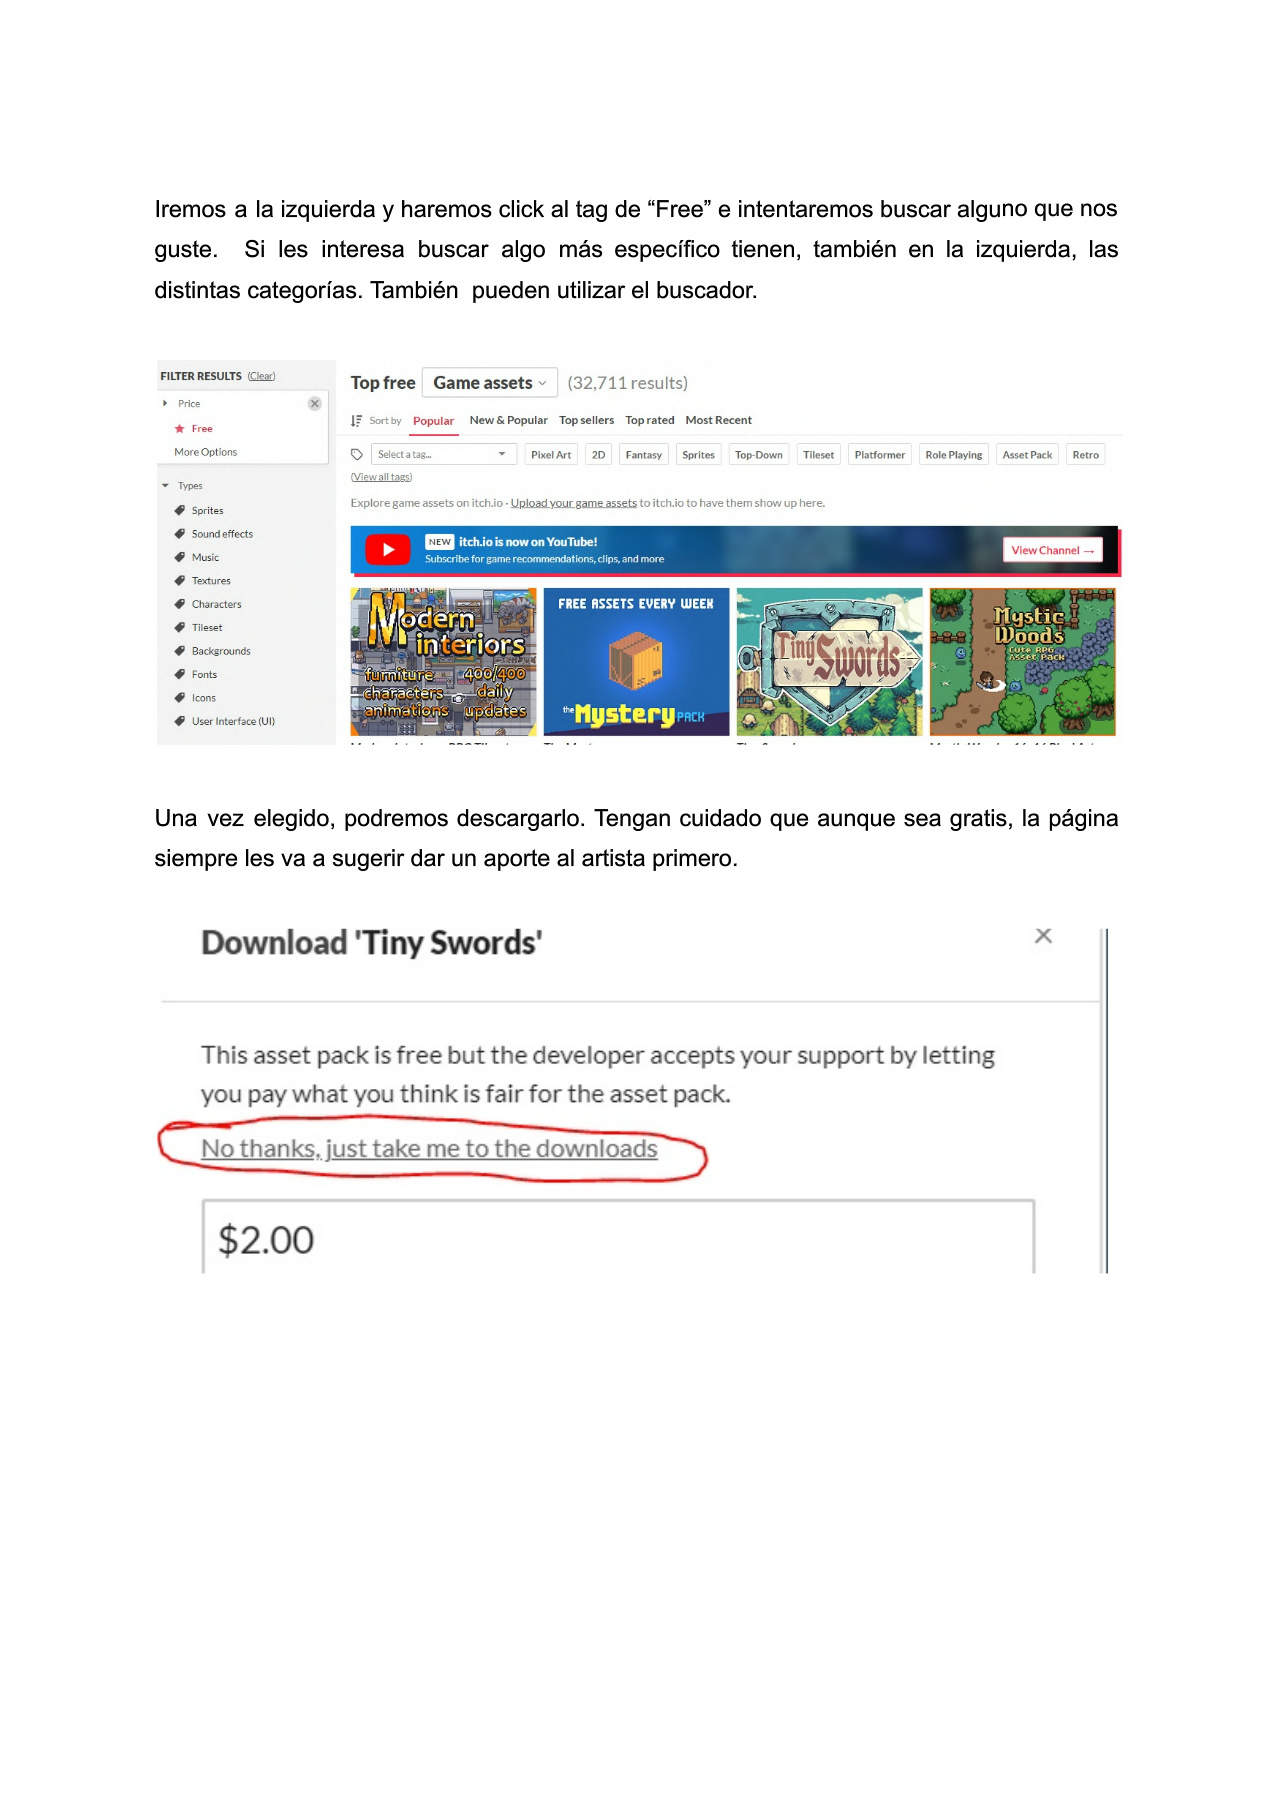 Iremos a la izquierda y haremos click al tag de “Free” e intentaremos buscar alguno que nos
guste.  Si les interesa buscar algo más específico tienen, también en la izquierda, las
distintas categorías. También  pueden utilizar el buscador.
FILTER RESULTS (Clear)
Price
Free
More Options
Types
Sprites
Sound effects
Music
Textures
Characters
Tileset
Backgrounds
Fonts
Icons
User Interface (UI)
Top free Game assets (32,711 results)
Sort by Popular New & Popular Top sellers Top rated Most Recent
Select a tag... Pixel Art 2D Fantasy Sprites Top-Down Tileset Platformer Role Playing Asset Pack Retro
(View all tags)
Explore game assets on itch.io · Upload your game assets to itch.io to have them show up here.
NEW itch.io is now on YouTube!
Subscribe for game recommendations, clips, and more
View Channel →
Modern
interiors
furniture 400/400
characters daily
animations updates
FREE ASSETS EVERY WEEK
the Mystery PACK
Tiny Swords
Mystic
Woods
Cute RPG
Asset Pack
Una vez elegido, podremos descargarlo. Tengan cuidado que aunque sea gratis, la página
siempre les va a sugerir dar un aporte al artista primero.
Download 'Tiny Swords'
This asset pack is free but the developer accepts your support by letting
you pay what you think is fair for the asset pack.
No thanks, just take me to the downloads
$2.00